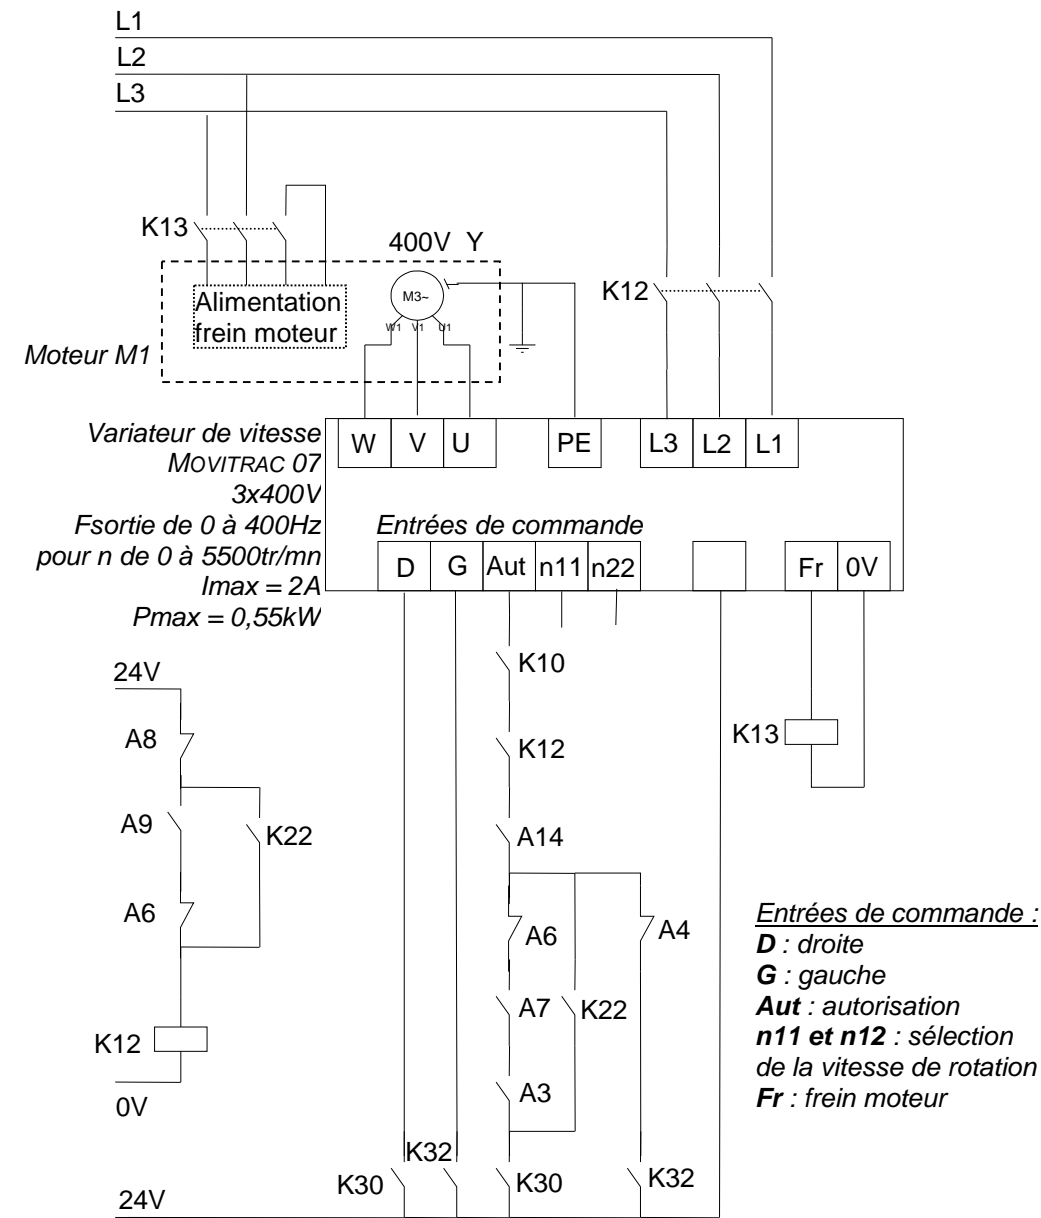 L1
L2
L3
K13
400V Y
K12
Alimentation
frein moteur
M3~
W1 V1 U1
Moteur M1
Variateur de vitesse
MOVITRAC 07
3x400V
Fsortie de 0 à 400Hz
pour n de 0 à 5500tr/mn
Imax = 2A
Pmax = 0,55kW
W V U PE L3 L2 L1
Entrées de commande
D G Aut n11 n22 Fr 0V
24V
A8
A9
K22
A6
K12
0V
K10
K12
A14
A6
A4
A7
K22
A3
K13
Entrées de commande :
D : droite
G : gauche
Aut : autorisation
n11 et n12 : sélection
de la vitesse de rotation
Fr : frein moteur
K30
K32
K30
K32
24V